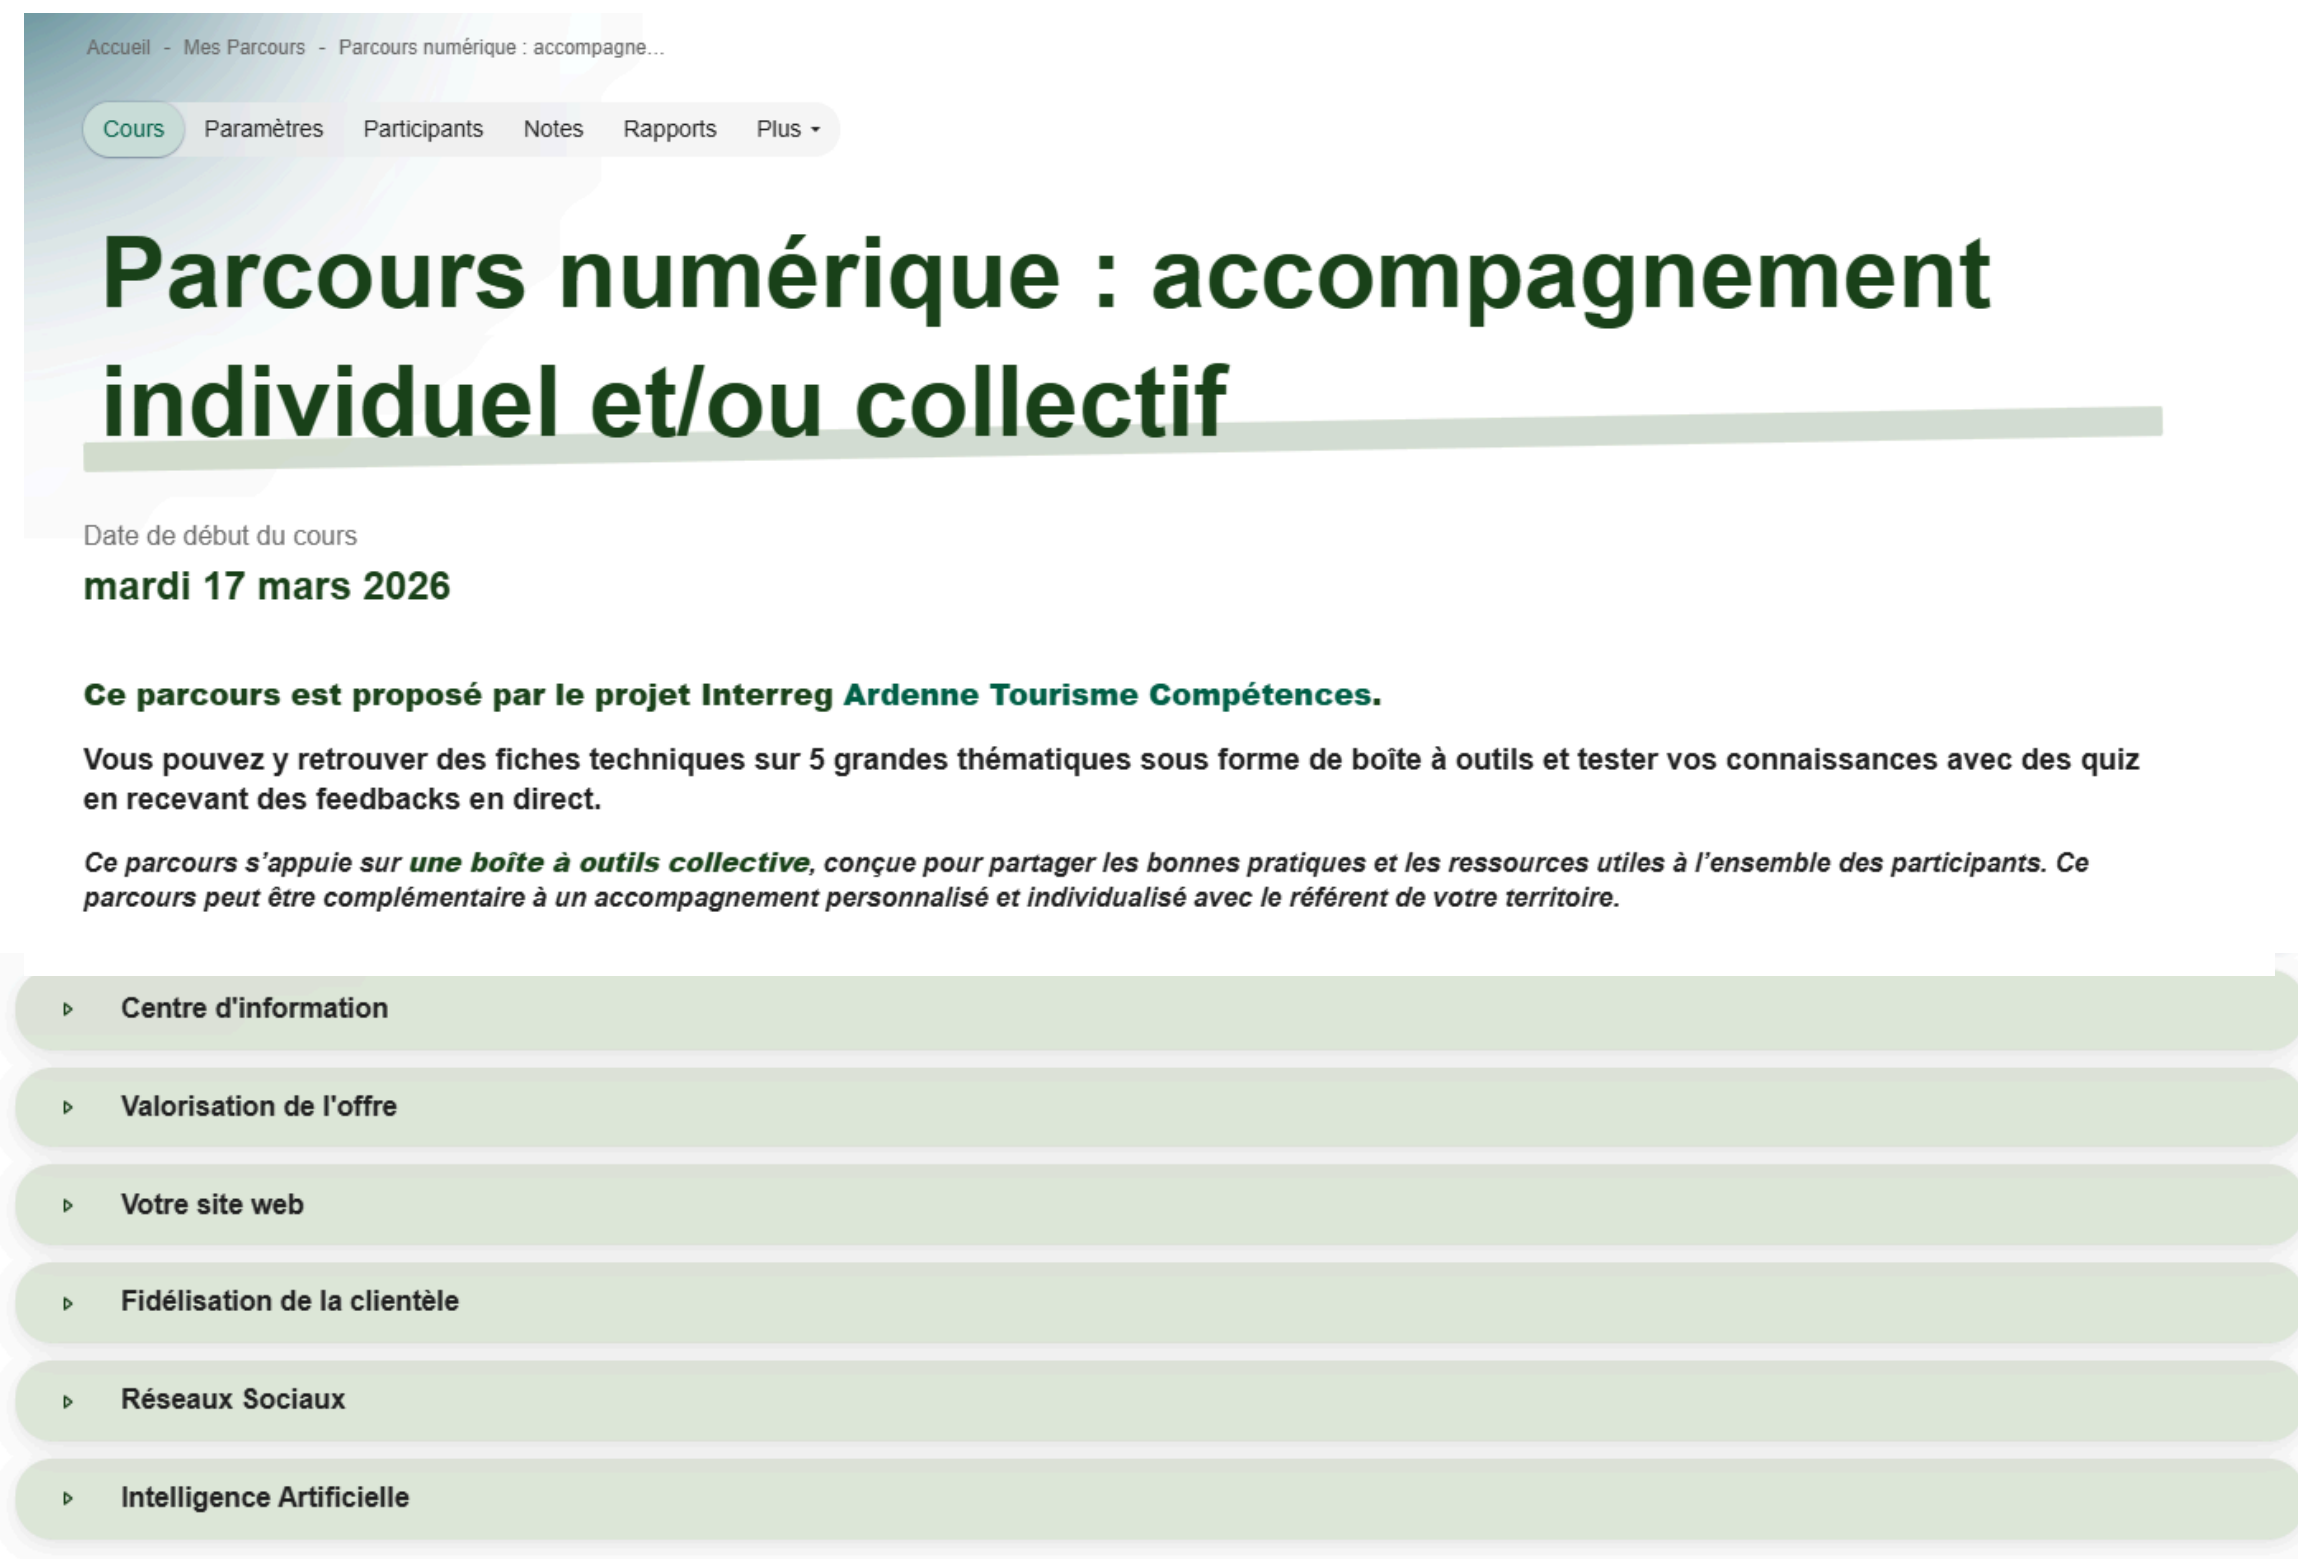 Accueil - Mes Parcours - Parcours numérique : accompagne...
Cours Paramètres Participants Notes Rapports Plus
Parcours numérique : accompagnement
individuel et/ou collectif
Date de début du cours
mardi 17 mars 2026
Ce parcours est proposé par le projet Interreg Ardenne Tourisme Compétences.
Vous pouvez y retrouver des fiches techniques sur 5 grandes thématiques sous forme de boîte à outils et tester vos connaissances avec des quiz
en recevant des feedbacks en direct.
Ce parcours s’appuie sur une boîte à outils collective, conçue pour partager les bonnes pratiques et les ressources utiles à l’ensemble des participants. Ce
parcours peut être complémentaire à un accompagnement personnalisé et individualisé avec le référent de votre territoire.
Centre d'information
Valorisation de l'offre
Votre site web
Fidélisation de la clientèle
Réseaux Sociaux
Intelligence Artificielle